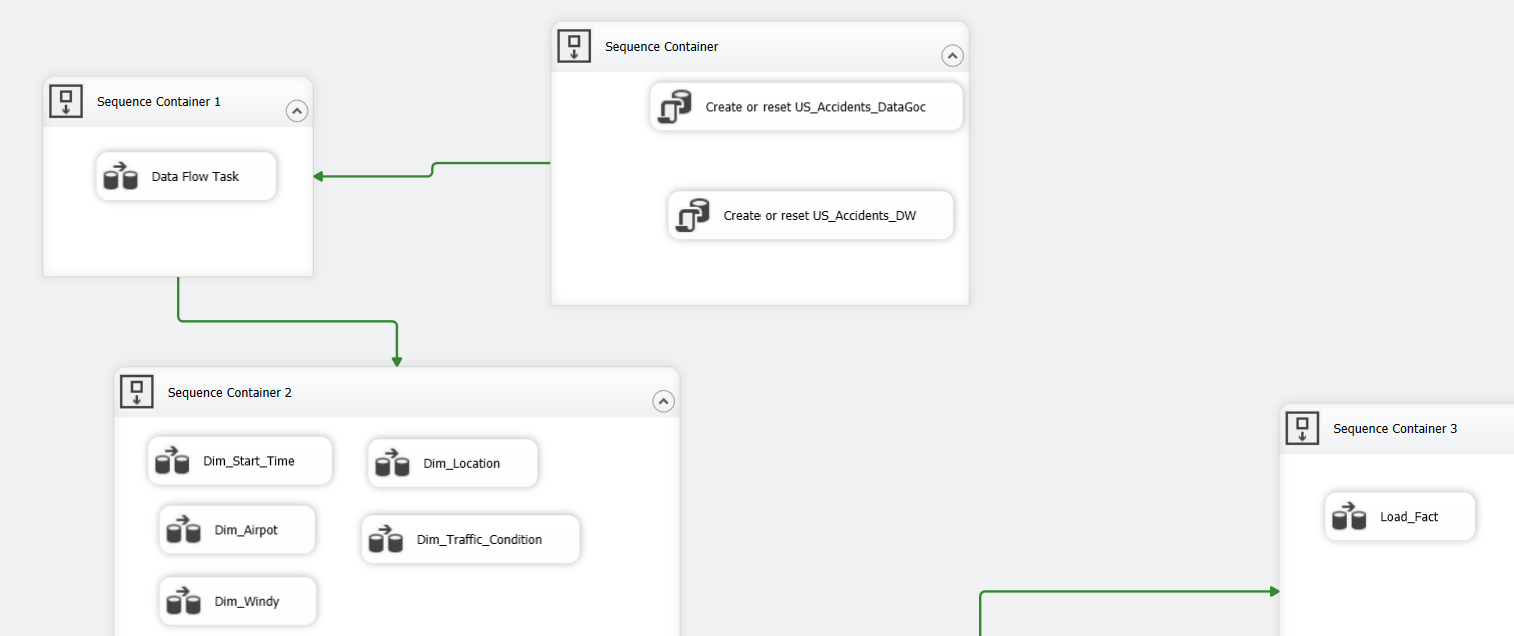 Sequence Container
Create or reset US_Accidents_DataGoc
Create or reset US_Accidents_DW
Sequence Container 1
Data Flow Task
Sequence Container 2
Dim_Start_Time
Dim_Location
Dim_Airpot
Dim_Traffic_Condition
Dim_Windy
Sequence Container 3
Load_Fact